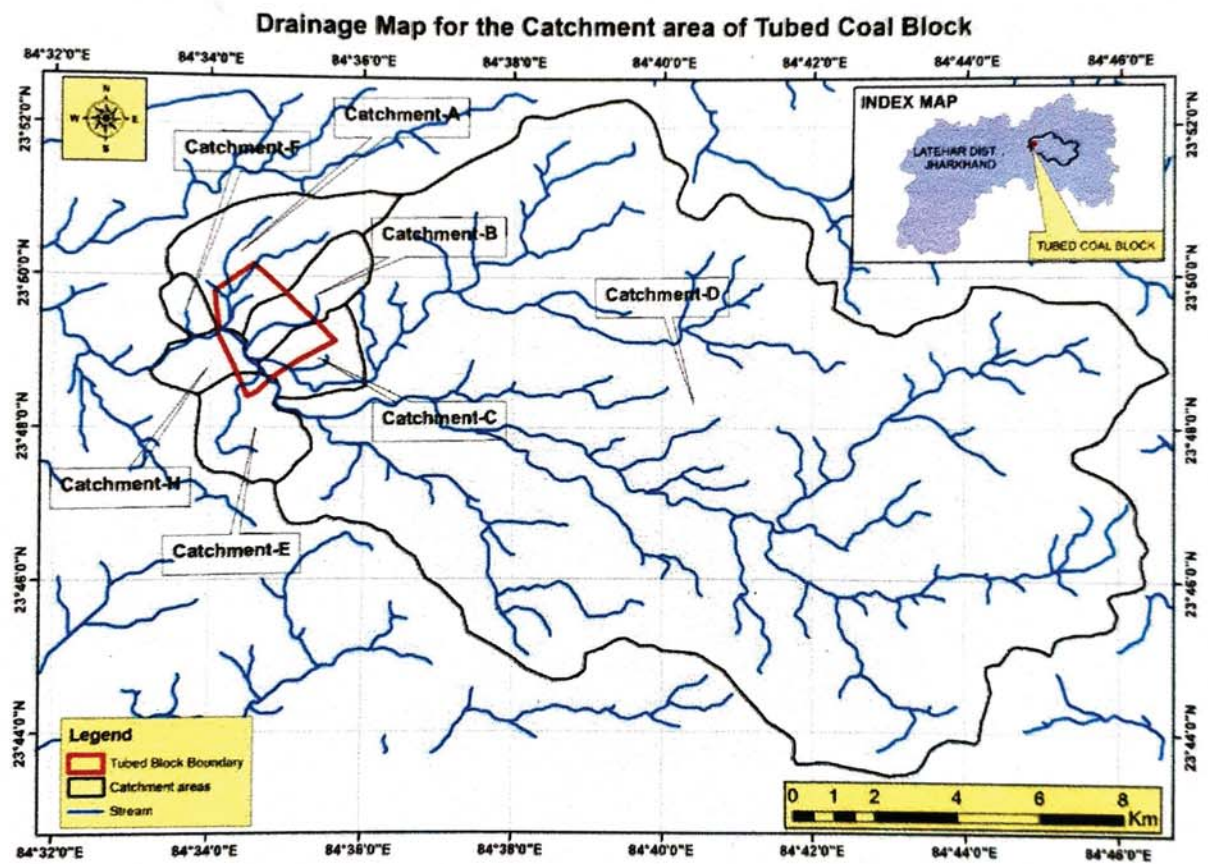 Drainage Map for the Catchment area of Tubed Coal Block
84°32'0"E 84°34'0"E 84°36'0"E 84°38'0"E 84°40'0"E 84°42'0"E 84°44'0"E 84°46'0"E
N
W E
S
INDEX MAP
LATEHAR DIST.,
JHARKHAND
TUBED COAL BLOCK
Catchment-A
Catchment-F
Catchment-B
Catchment-D
Catchment-C
Catchment-H
Catchment-E
23°52'0"N
23°50'0"N
23°48'0"N
23°46'0"N
23°44'0"N
23°52'0"N
23°50'0"N
23°48'0"N
23°46'0"N
23°44'0"N
Legend
Tubed Block Boundary
Catchment areas
Stream
0 1 2 4 6 8
Km
84°32'0"E 84°34'0"E 84°36'0"E 84°38'0"E 84°40'0"E 84°42'0"E 84°44'0"E 84°46'0"E